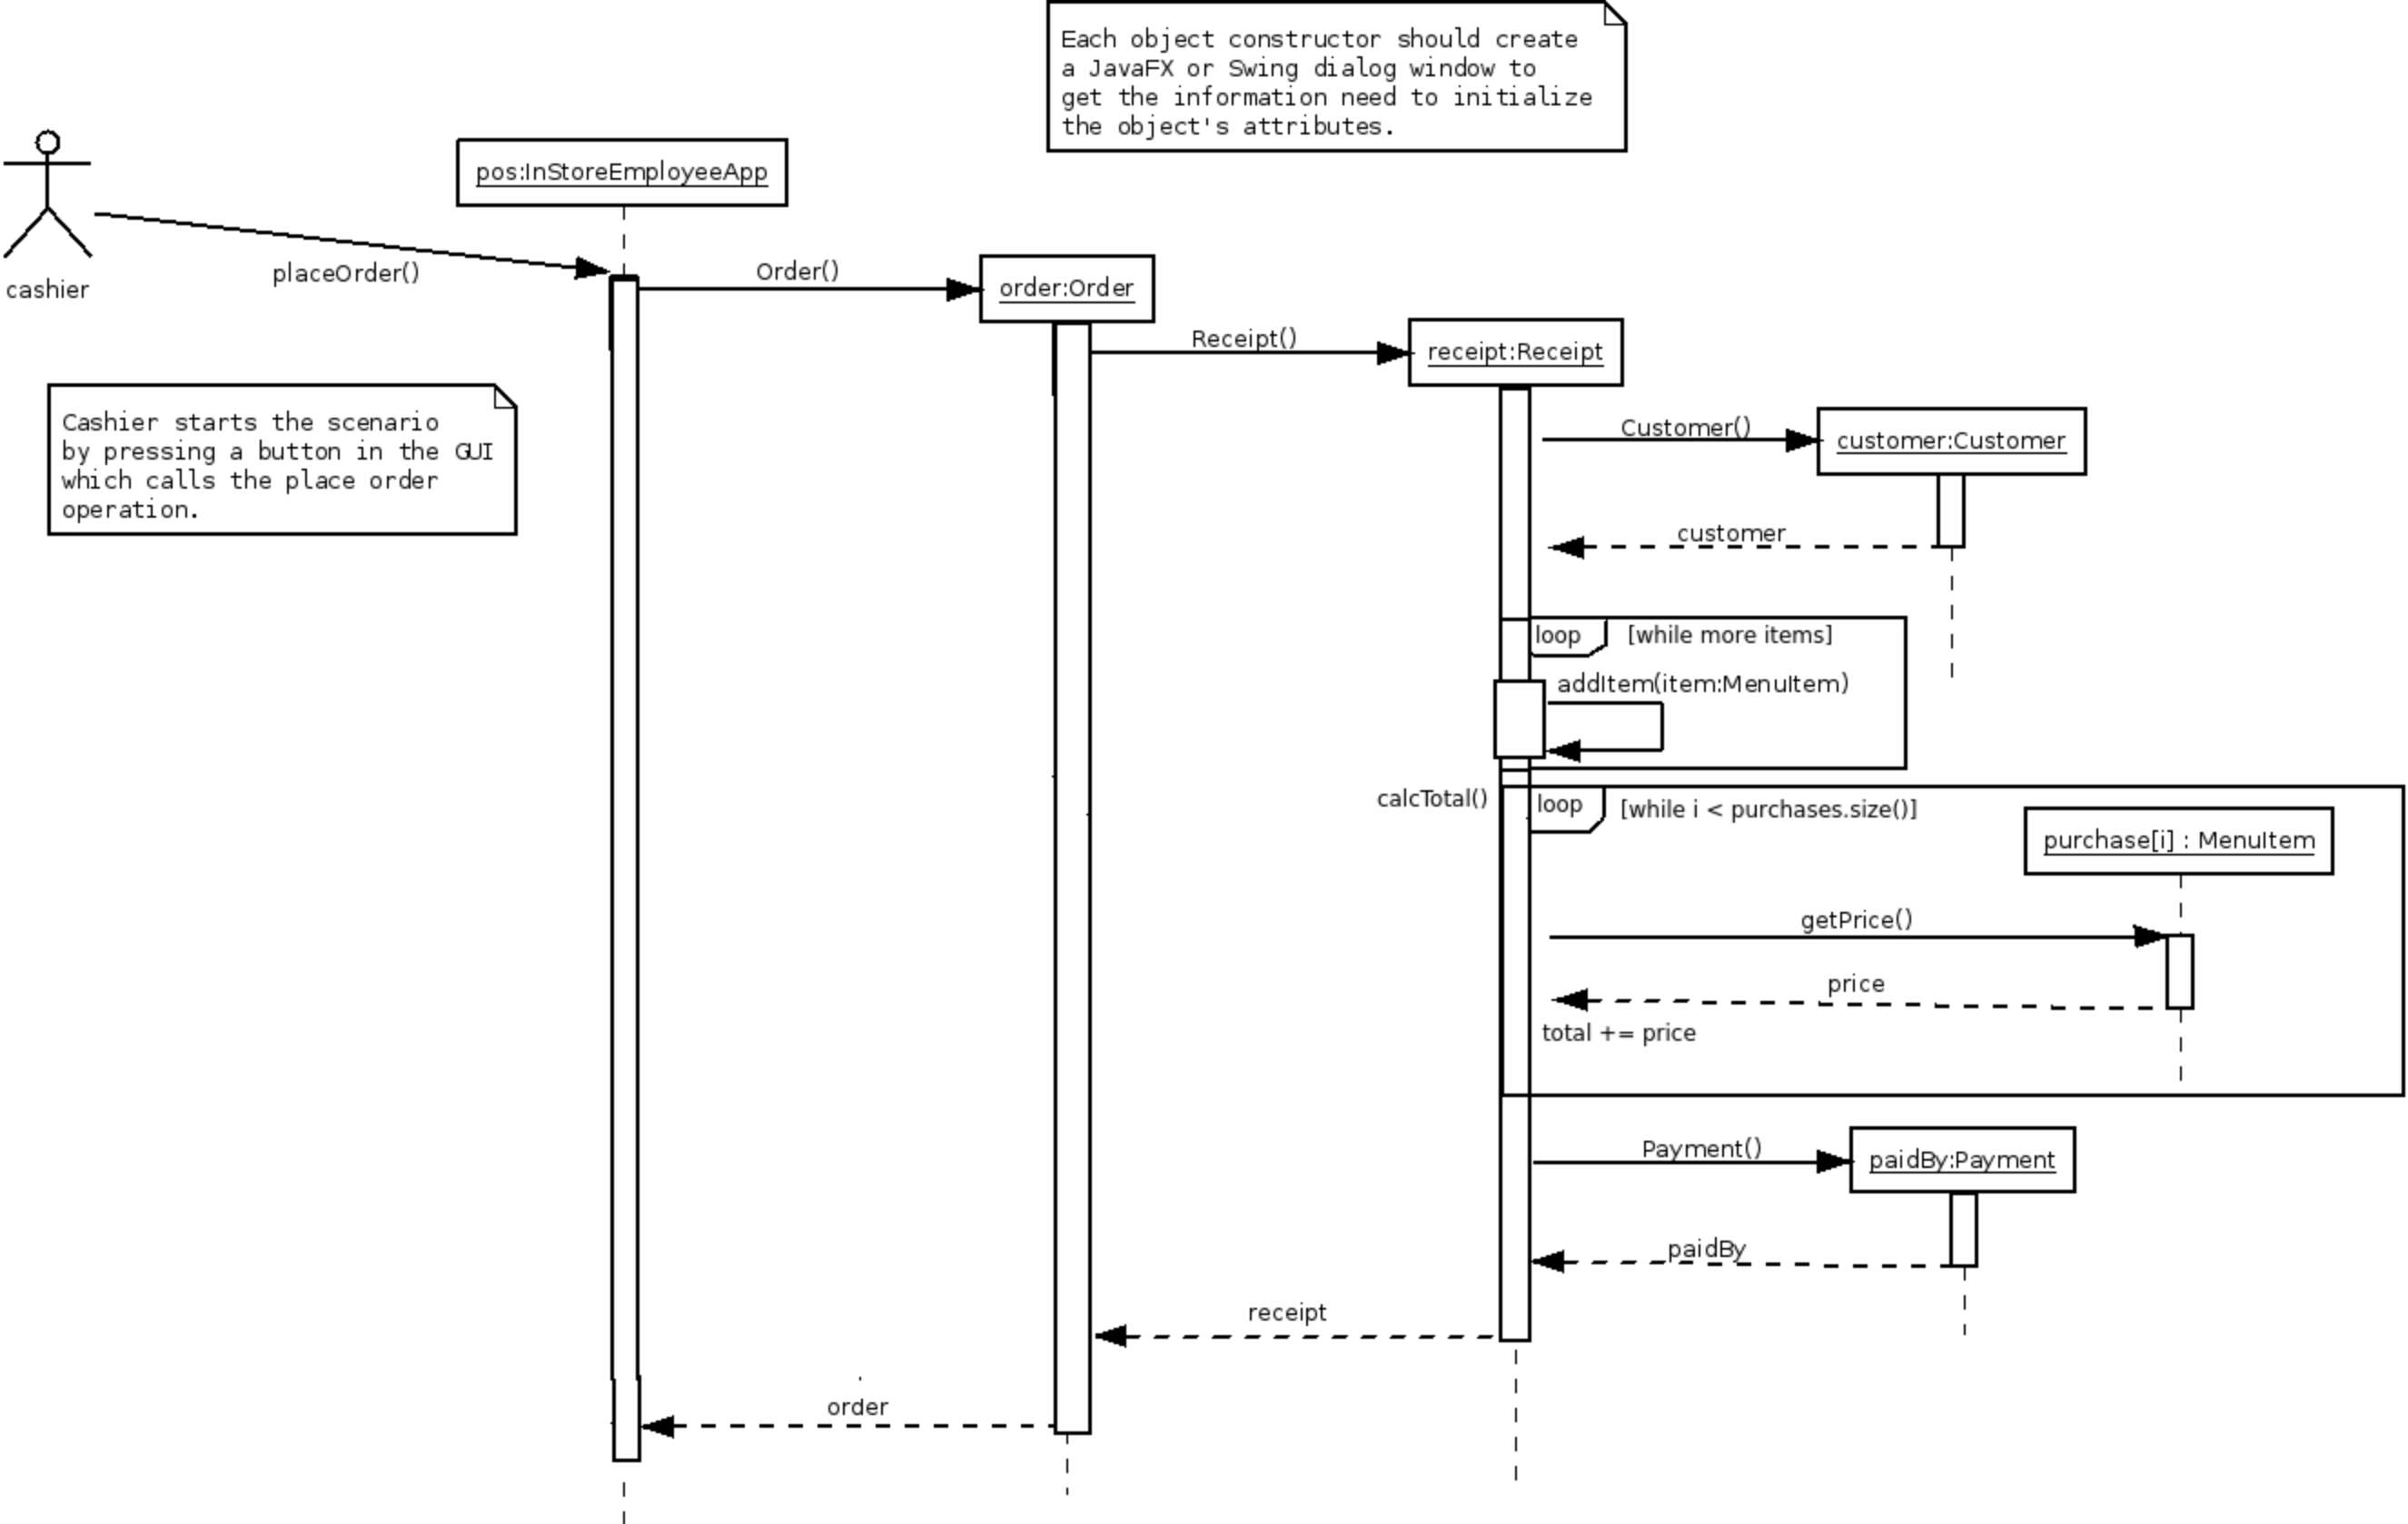 Each object constructor should create
a JavaFX or Swing dialog window to
get the information need to initialize
the object's attributes.
pos:InStoreEmployeeApp
placeOrder()
cashier
Order()
order:Order
Receipt()
receipt:Receipt
Cashier starts the scenario
by pressing a button in the GUI
which calls the place order
operation.
Customer()
customer:Customer
customer
loop [while more items]
addItem(item:MenuItem)
calcTotal()
loop [while i < purchases.size()]
purchase[i] : MenuItem
getPrice()
price
total += price
Payment()
paidBy:Payment
paidBy
receipt
order